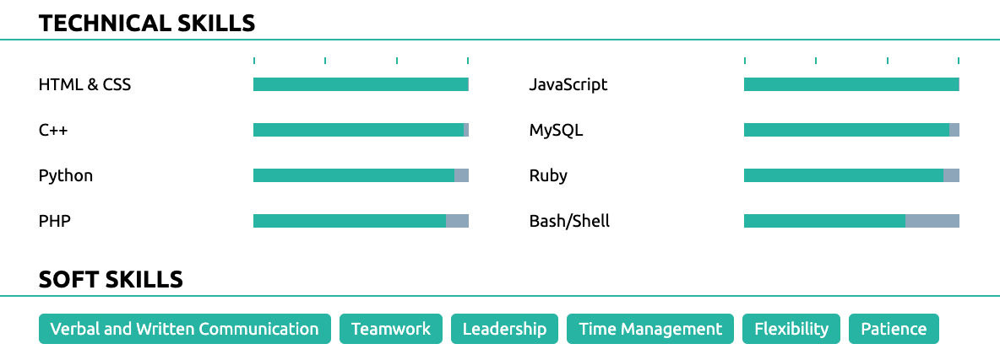 TECHNICAL SKILLS
HTML & CSS
JavaScript
C++
MySQL
Python
Ruby
PHP
Bash/Shell
SOFT SKILLS
Verbal and Written Communication Teamwork Leadership Time Management Flexibility Patience